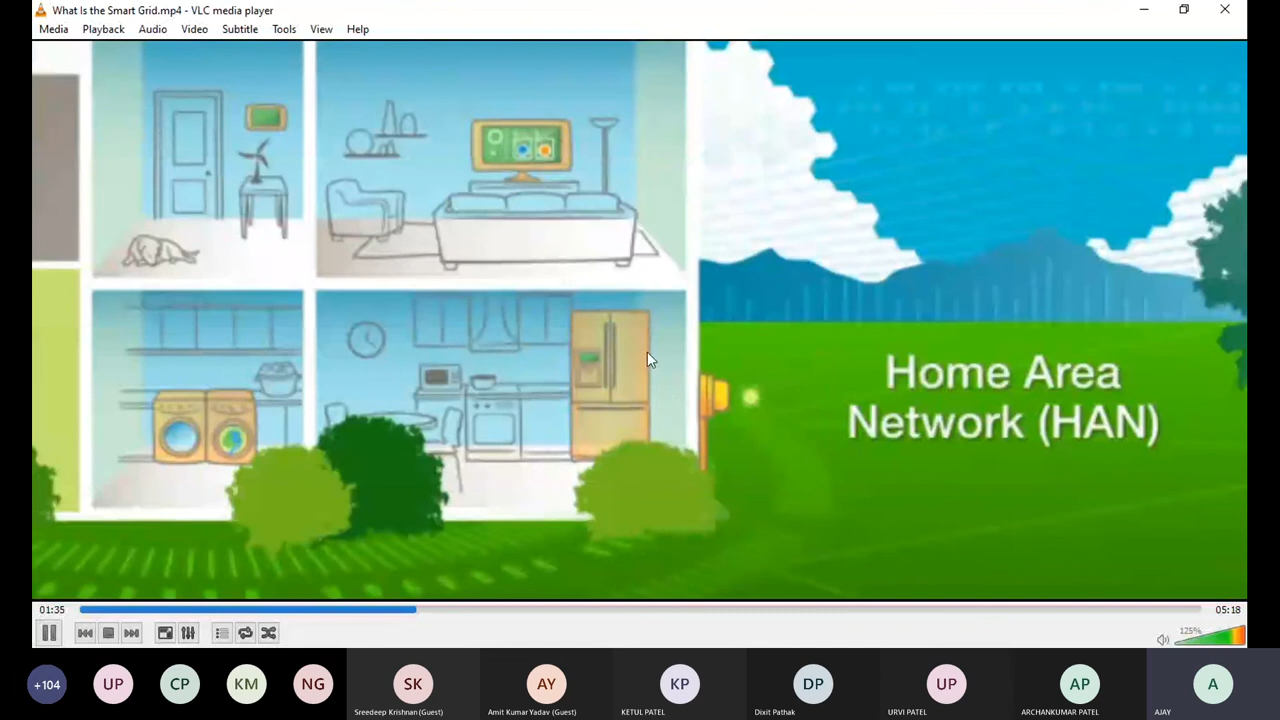 What Is the Smart Grid.mp4 - VLC media player
Media Playback Audio Video Subtitle Tools View Help
Home Area
Network (HAN)
01:35
05:18
125%
+104 UP CP KM NG SK AY KP DP UP AP A
Sreedeep Krishnan (Guest) Amit Kumar Yadav (Guest) KETUL PATEL Dixit Pathak URVI PATEL ARCHANKUMAR PATEL AJAY